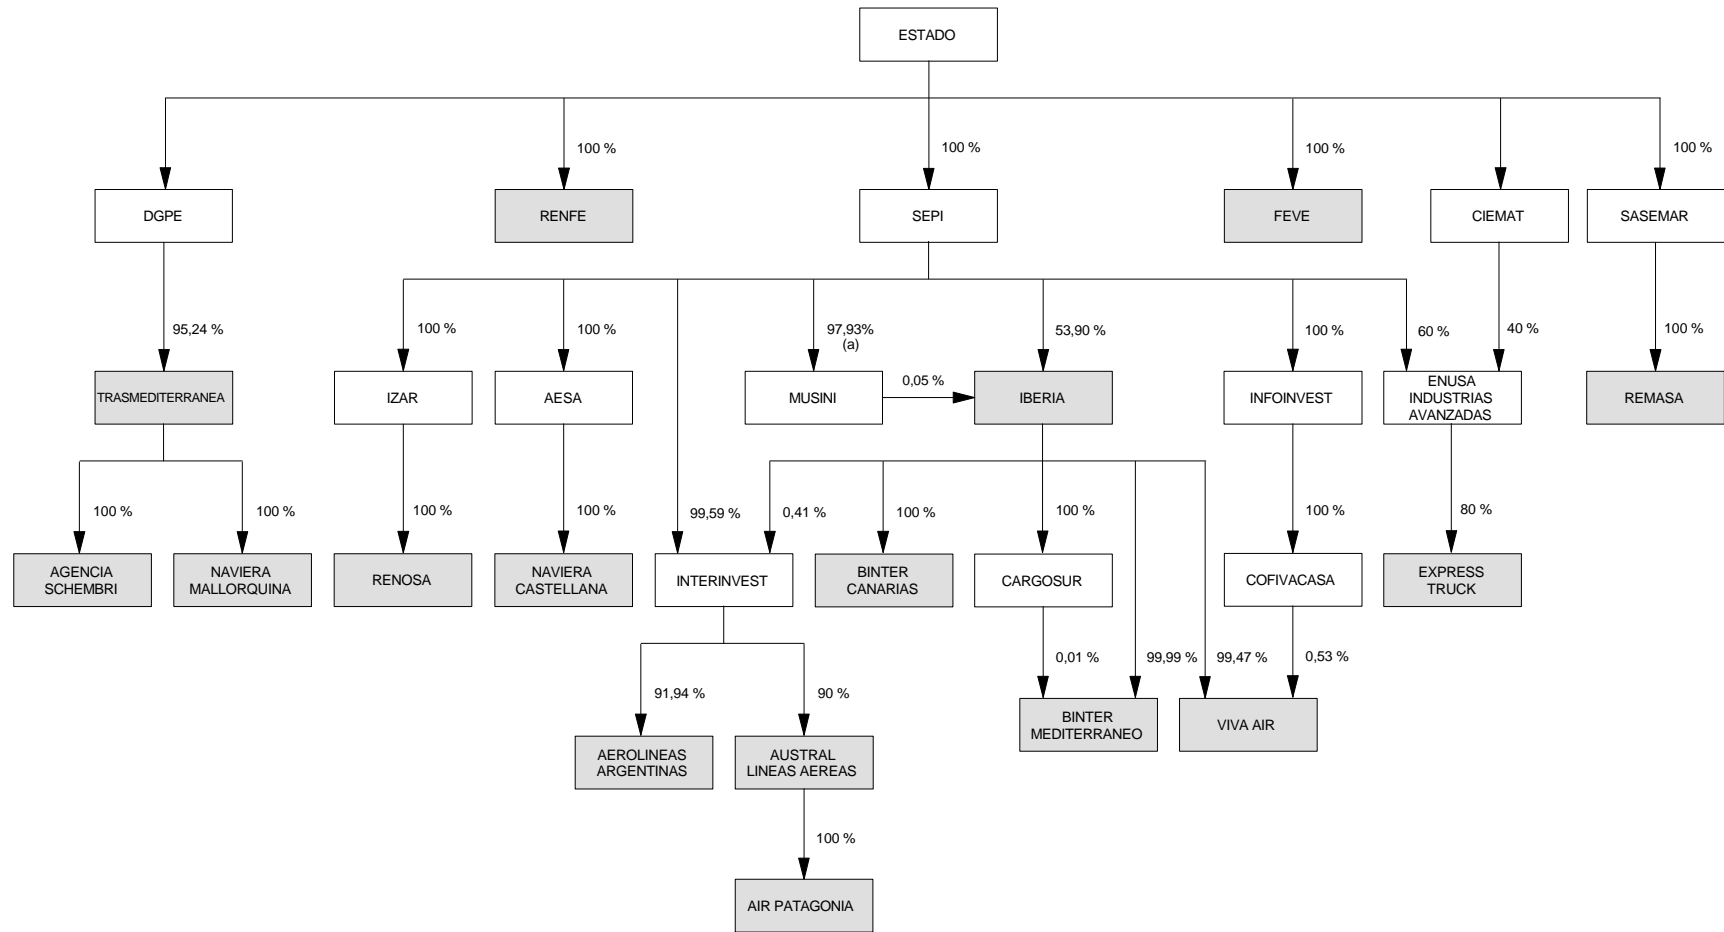 ESTADO
100 %
100 %
100 %
100 %
DGPE
RENFE
SEPI
FEVE
CIEMAT
SASEMAR
95,24 %
100 %
100 %
97,93%
(a)
53,90 %
100 %
60 %
40 %
100 %
TRASMEDITERRANEA
IZAR
AESA
MUSINI
0,05 %
IBERIA
INFOINVEST
ENUSA
INDUSTRIAS
AVANZADAS
REMASA
100 %
100 %
100 %
100 %
99,59 %
0,41 %
100 %
100 %
100 %
80 %
AGENCIA
SCHEMBRI
NAVIERA
MALLORQUINA
RENOSA
NAVIERA
CASTELLANA
INTERINVEST
BINTER
CANARIAS
CARGOSUR
COFIVACASA
EXPRESS
TRUCK
91,94 %
90 %
0,01 %
99,99 %
99,47 %
0,53 %
AEROLINEAS
ARGENTINAS
AUSTRAL
LINEAS AEREAS
BINTER
MEDITERRANEO
VIVA AIR
100 %
AIR PATAGONIA